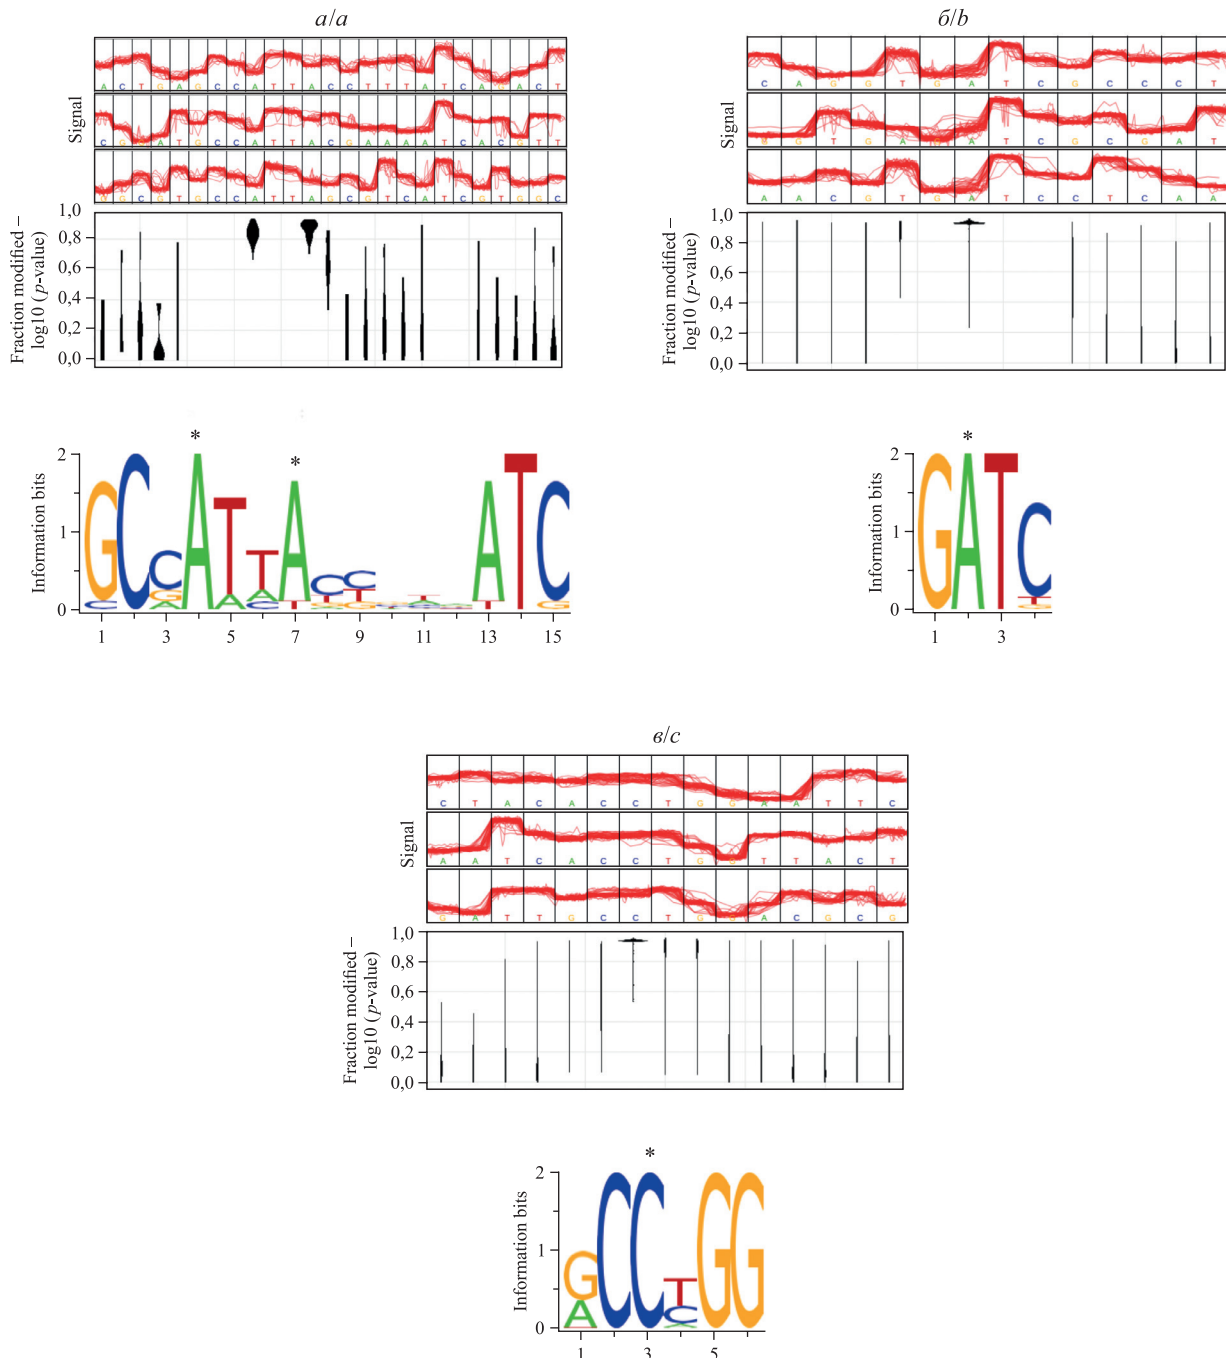 а/a
A C T G A G C C A T T A C C T T T A T C A G A C T
Signal
C G G A T G C C A T T A C G A A A A T C A C G T T
G G C G T G C C A T T A G C G T C A T C G T G G C
Fraction modified –
log10 (p-value)
1,0
0,8
0,6
0,4
0,2
0,0
Information bits
2
1
0
* *
GCCATTACC ATC
1 3 5 7 9 11 13 15
б/b
C A G G T G A T C G C C C T
Signal
G G T G A G A T C G C G A T
A A C G T G A T C C T C A A
Fraction modified –
log10 (p-value)
1,0
0,8
0,6
0,4
0,2
0,0
Information bits
2
1
0
*
GATC
1 3
в/c
C T A C A C C T G G A A T T C
Signal
A A T C A C C T G G T T A C T
G A T T G C C T G G A C G C G
Fraction modified –
log10 (p-value)
1,0
0,8
0,6
0,4
0,2
0,0
Information bits
2
1
0
*
GCCTGG
1 3 5